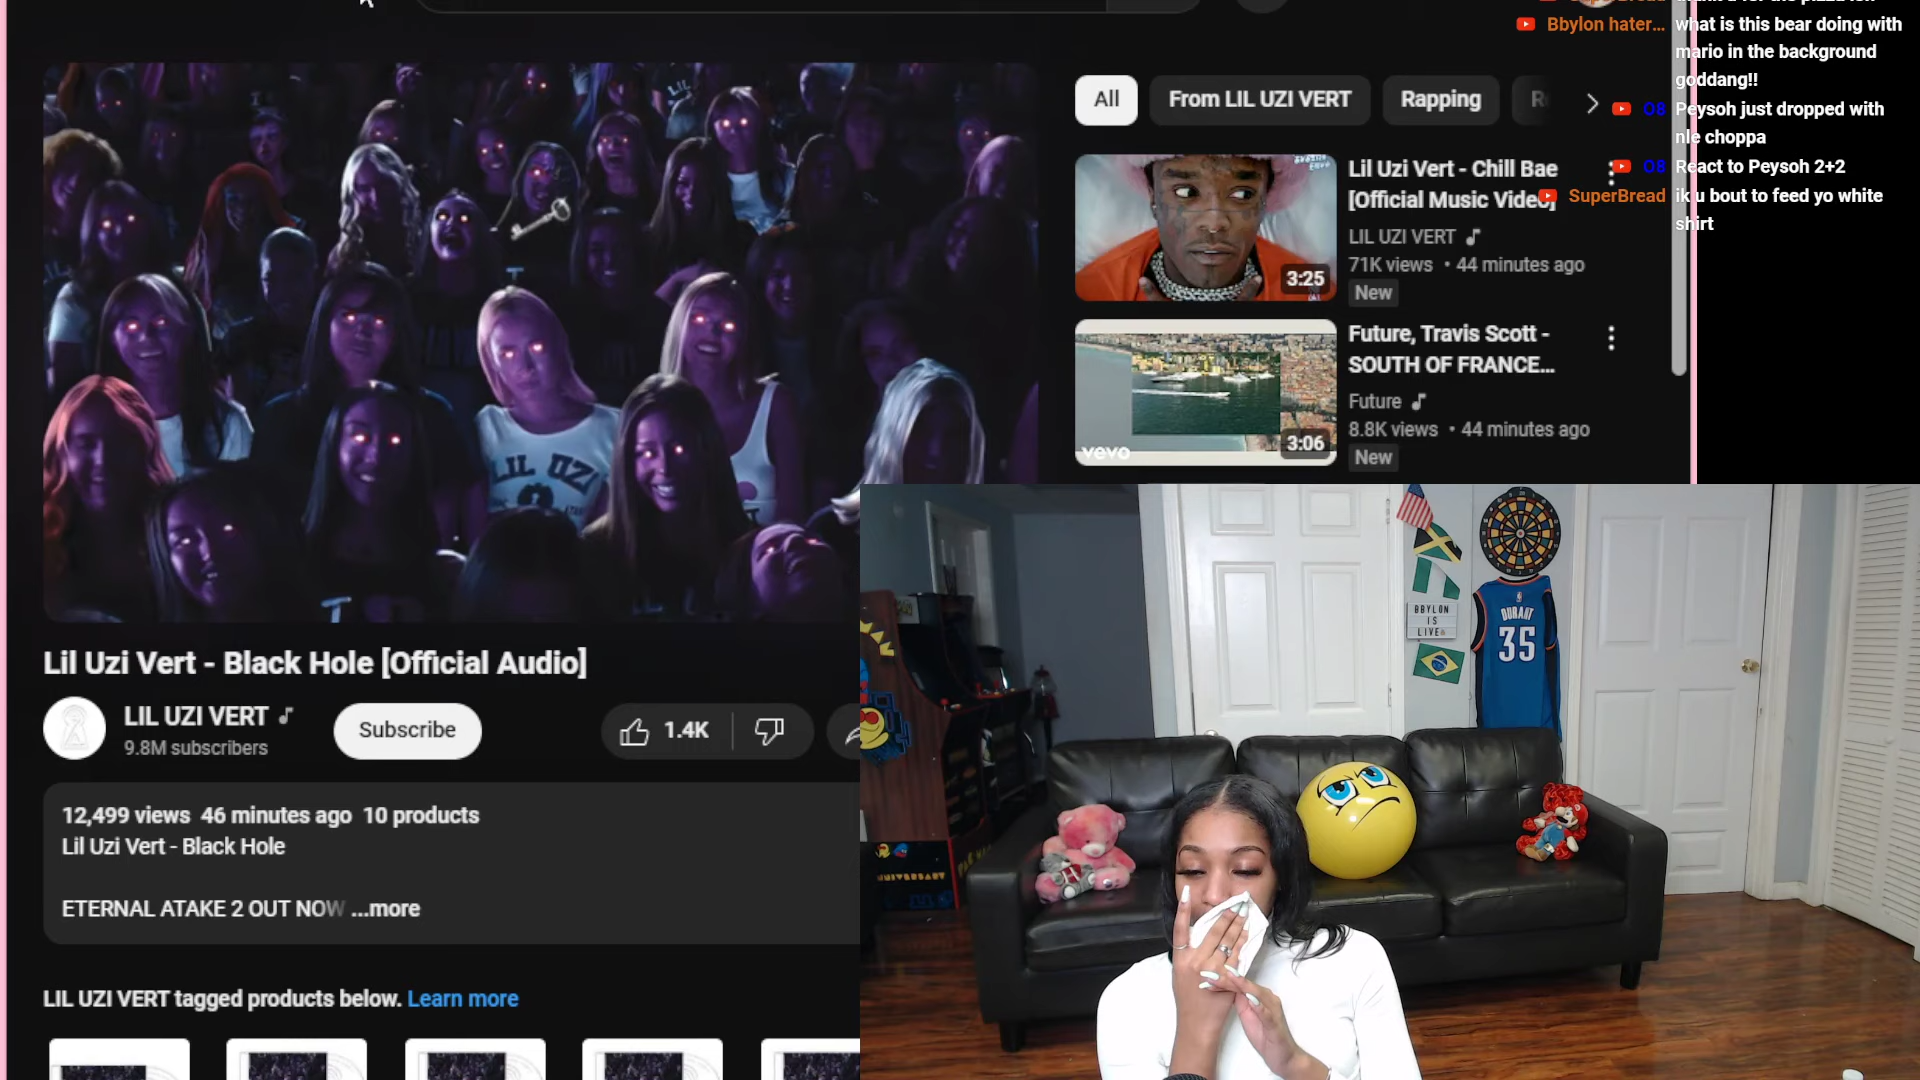 All
From LIL UZI VERT
Rapping
Lil Uzi Vert - Chill Bae
[Official Music Video]
LIL UZI VERT
71K views • 44 minutes ago
New
3:25
Future, Travis Scott -
SOUTH OF FRANCE...
Future
8.8K views • 44 minutes ago
New
vevo
3:06
Bbylon hater...
what is this bear doing with
mario in the background
goddang!!
08
Peysoh just dropped with
nle choppa
08
React to Peysoh 2+2
SuperBread
ik u bout to feed yo white
shirt
LIL UZI
Lil Uzi Vert - Black Hole [Official Audio]
LIL UZI VERT
9.8M subscribers
Subscribe
1.4K
12,499 views 46 minutes ago 10 products
Lil Uzi Vert - Black Hole
ETERNAL ATAKE 2 OUT NOW ...more
LIL UZI VERT tagged products below. Learn more
BBYLON
IS
LIVE
DURANT
35